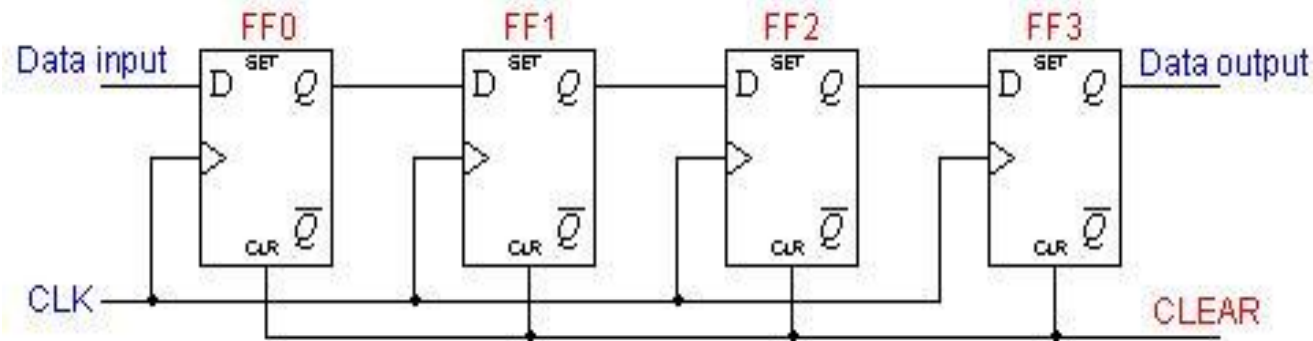 FF0 FF1 FF2 FF3
Data input SET SET SET SET Data output
D Q D Q D Q D Q
Q Q Q Q
CLR CLR CLR CLR
CLK
CLEAR